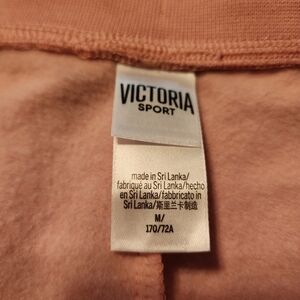 VICTORIA
SPORT
made in Sri Lanka/
fabriqué au Sri Lanka/hecho
en Sri Lanka/fabbricato in
Sri Lanka/斯里兰卡制造
M/
170/72A